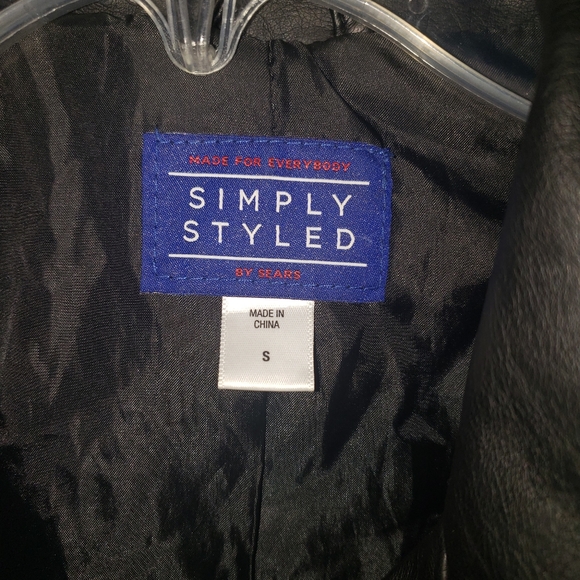 MADE FOR EVERYBODY
SIMPLY
STYLED
BY SEARS
MADE IN
CHINA
S